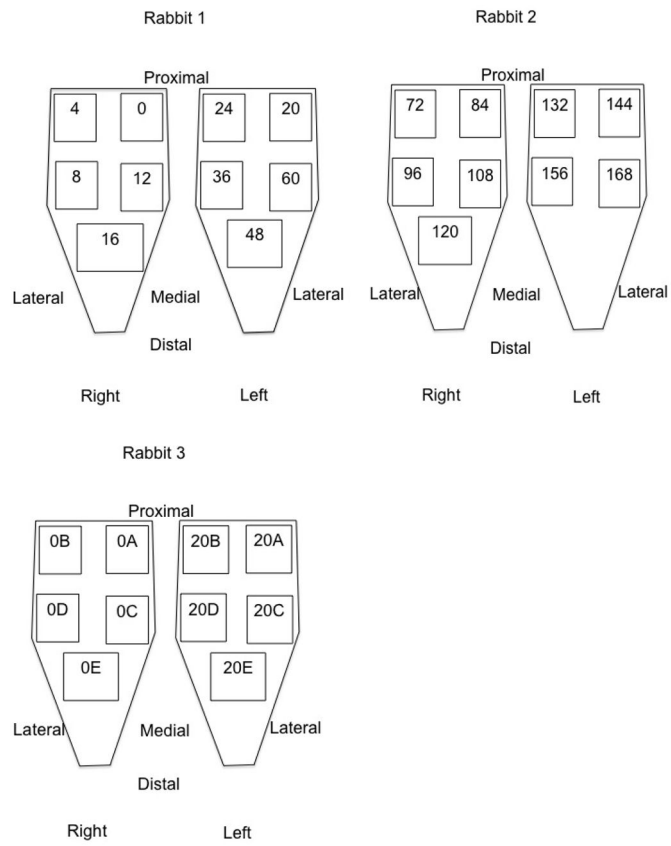 Rabbit 1
Rabbit 2
Proximal
Proximal
4 0 24 20
72 84 132 144
8 12 36 60
96 108 156 168
16 48
120
Lateral Medial Lateral
Lateral Medial Lateral
Distal
Distal
Right Left
Right Left
Rabbit 3
Proximal
0B 0A 20B 20A
0D 0C 20D 20C
0E 20E
Lateral Medial Lateral
Distal
Right Left